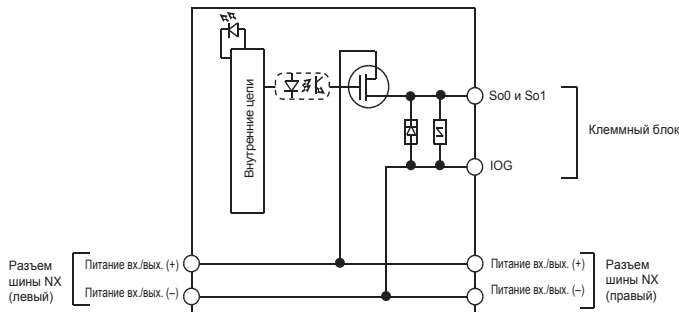 Внутренние цепи
So0 и So1
Клеммный блок
IOG
Разъем
шины NX
(левый)
Питание вх./вых. (+)
Питание вх./вых. (–)
Питание вх./вых. (+)
Питание вх./вых. (–)
Разъем
шины NX
(правый)